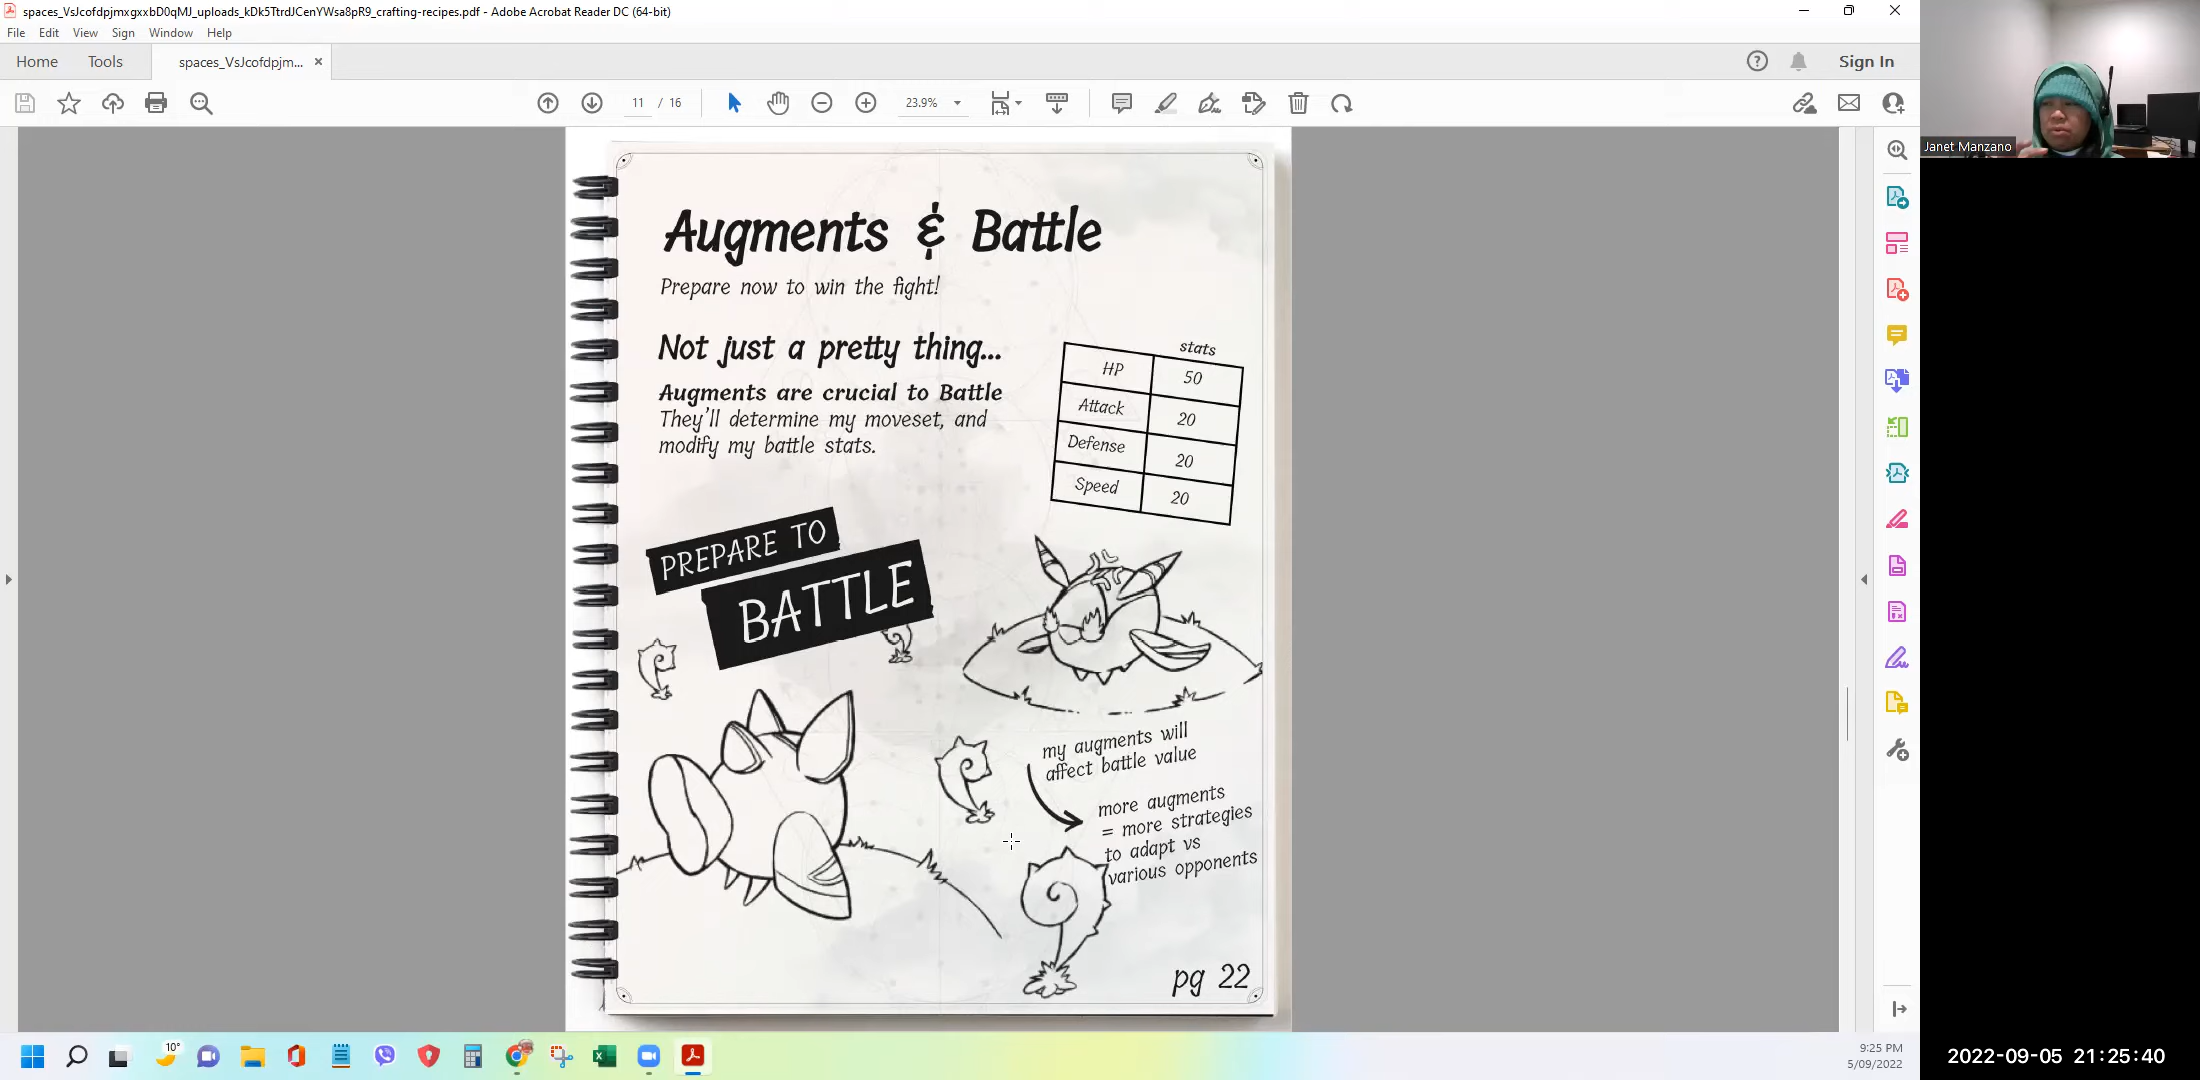 spaces_VsJcofdpjmxgxxbD0qMJ_uploads_kDk5TtrdJCenYWsa8pR9_crafting-recipes.pdf - Adobe Acrobat Reader DC (64-bit)
File Edit View Sign Window Help
Home Tools spaces_VsJcofdpjm... × Sign In
11 / 16 23.9%
Janet Manzano
Augments & Battle
Prepare now to win the fight!
Not just a pretty thing...
Augments are crucial to Battle
They'll determine my moveset, and
modify my battle stats.
stats
HP 50
Attack 20
Defense 20
Speed 20
PREPARE TO
BATTLE
my augments will
affect battle value
more augments
= more strategies
to adapt vs
various opponents
pg 22
10°
9:25 PM
5/09/2022
2022-09-05 21:25:40